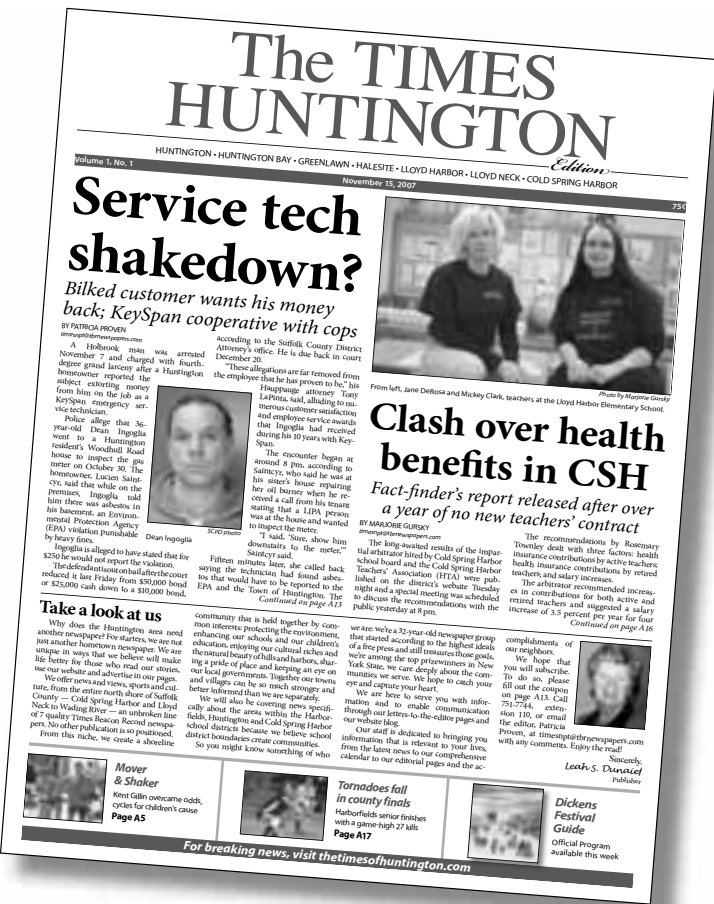 The TIMES
HUNTINGTON
Edition
HUNTINGTON • HUNTINGTON BAY • GREENLAWN • HALESITE • LLOYD HARBOR • LLOYD NECK • COLD SPRING HARBOR
Volume 1, No. 1
November 15, 2007
75¢
Service tech
shakedown?
Bilked customer wants his money
back; KeySpan cooperative with cops
BY PATRICIA PROVEN
timesnpt@tbrnewspapers.com
A Holbrook man was arrested
November 7 and charged with fourth-
degree grand larceny after a Huntington
homeowner reported the
subject extorting money
from him on the job as a
KeySpan emergency ser-
vice technician.
Police allege that 36-
year-old Dean Ingoglia
went to a Huntington
resident's Woodhull Road
house to inspect the gas
meter on October 30. The
homeowner, Lucien Saint-
cyr, said that while on the
premises, Ingoglia told
him there was asbestos in
his basement, an Environ-
mental Protection Agency
(EPA) violation punishable
by heavy fines.
Ingoglia is alleged to have stated that for
$250 he would not report the violation.
The defendant is out on bail after the court
reduced it last Friday from $50,000 bond
or $25,000 cash down to a $10,000 bond,
SCPD photo
Dean Ingoglia
according to the Suffolk County District
Attorney's office. He is due back in court
December 20.
"These allegations are far removed from
the employee that he has proven to be," his
Hauppauge attorney Tony
LaPinta, said, alluding to nu-
merous customer satisfaction
and employee service awards
that Ingoglia had received
during his 10 years with Key-
Span.
The encounter began at
around 8 pm, according to
Saintcyr, who said he was at
his sister's house repairing
her oil burner when he re-
ceived a call from his tenant
stating that a LIPA person
was at the house and wanted
to inspect the meter.
"I said, 'Sure, show him
downstairs to the meter,'"
Saintcyr said.
Fifteen minutes later, she called back
saying the technician had found asbes-
tos that would have to be reported to the
EPA and the Town of Huntington. The
Continued on page A13
Photo by Marjorie Gursky
From left, Jane DeRosa and Mickey Clark, teachers at the Lloyd Harbor Elementary School.
Clash over health
benefits in CSH
Fact-finder's report released after over
a year of no new teachers' contract
BY MARJORIE GURSKY
timesnpt@tbrnewspapers.com
The long-awaited results of the impar-
tial arbitrator hired by Cold Spring Harbor
school board and the Cold Spring Harbor
Teachers' Association (HTA) were pub-
lished on the district's website Tuesday
night and a special meeting was scheduled
to discuss the recommendations with the
public yesterday at 8 pm.
The recommendations by Rosemary
Townley dealt with three factors: health
insurance contributions by active teachers;
health insurance contributions by retired
teachers; and salary increases.
The arbitrator recommended increas-
es in contributions for both active and
retired teachers and suggested a salary
increase of 3.5 percent per year for four
Continued on page A16
Take a look at us
Why does the Huntington area need
another newspaper? For starters, we are not
just another hometown newspaper. We are
unique in ways that we believe will make
life better for those who read our stories,
use our website and advertise in our pages.
We offer news and views, sports and cul-
ture, from the entire north shore of Suffolk
County — Cold Spring Harbor and Lloyd
Neck to Wading River — an unbroken line
of 7 quality Times Beacon Record newspa-
pers. No other publication is so positioned.
From this niche, we create a shoreline
community that is held together by com-
mon interests: protecting the environment,
enhancing our schools and our children's
education, enjoying our cultural riches and
the natural beauty of hills and harbors, shar-
ing a pride of place and keeping an eye on
our local governments. Together our towns
and villages can be so much stronger and
better informed than we are separately.
We will also be covering news specifi-
cally about the areas within the Harbor-
fields, Huntington and Cold Spring Harbor
school districts because we believe school
district boundaries create communities.
So you might know something of who
we are: we're a 32-year-old newspaper group
that started according to the highest ideals
of a free press and still treasures those goals,
we're among the top prizewinners in New
York State, we care deeply about the com-
munities we serve. We hope to catch your
eye and capture your heart.
We are here to serve you with infor-
mation and to enable communication
through our letters-to-the-editor pages and
our website blog.
Our staff is dedicated to bringing you
information that is relevant to your lives,
from the latest news to our comprehensive
calendar to our editorial pages and the ac-
complishments of
our neighbors.
We hope that
you will subscribe.
To do so, please
fill out the coupon
on page A13. Call
751-7744, exten-
sion 110, or email
the editor, Patricia
Proven, at timesnpt@tbrnewspapers.com
with any comments. Enjoy the read!
Sincerely,
Leah S. Dunaief
Publisher
Mover
& Shaker
Kent Gillin overcame odds,
cycles for children's cause
Page A5
Tornadoes fall
in county finals
Harborfields senior finishes
with a game-high 27 kills
Page A17
Dickens
Festival
Guide
Official Program
available this week
For breaking news, visit thetimesofhuntington.com